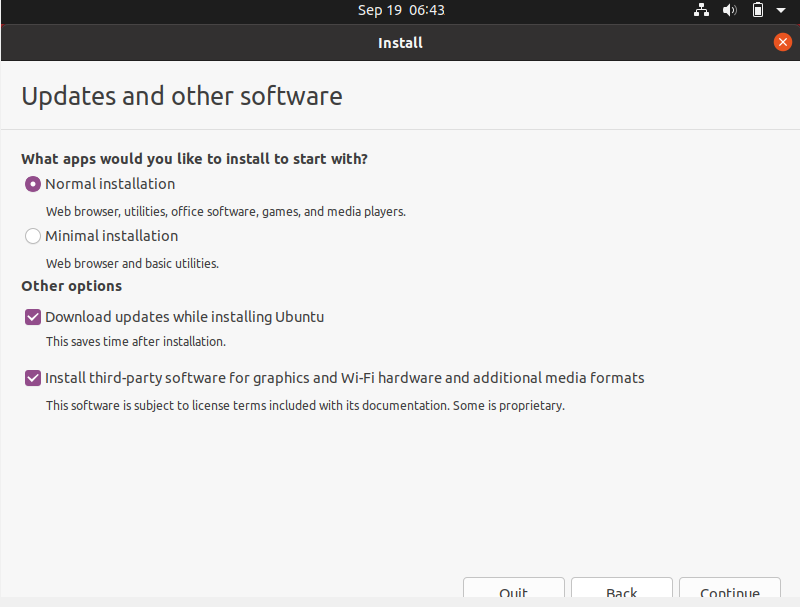 Sep 19 06:43
Install
Updates and other software
What apps would you like to install to start with?
Normal installation
Web browser, utilities, office software, games, and media players.
Minimal installation
Web browser and basic utilities.
Other options
Download updates while installing Ubuntu
This saves time after installation.
Install third-party software for graphics and Wi-Fi hardware and additional media formats
This software is subject to license terms included with its documentation. Some is proprietary.
Quit Back Continue